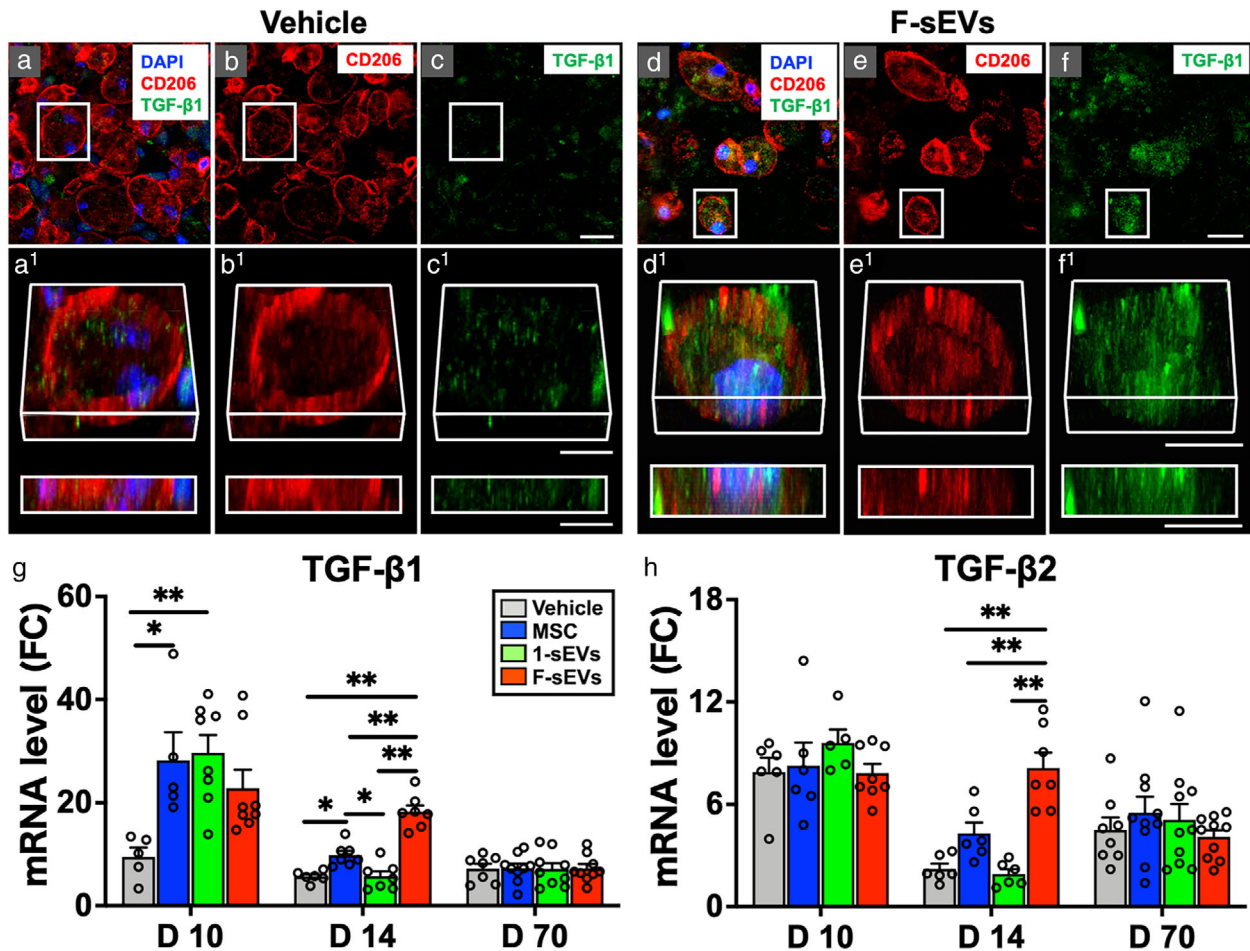 Vehicle
F-sEVs
a
DAPI
CD206
TGF-β1
b
CD206
c
TGF-β1
d
DAPI
CD206
TGF-β1
e
CD206
f
TGF-β1
a¹
b¹
c¹
d¹
e¹
f¹
g
TGF-β1
mRNA level (FC)
60
40
20
0
**
*
**
**
**
*
*
Vehicle
MSC
1-sEVs
F-sEVs
D 10
D 14
D 70
h
TGF-β2
mRNA level (FC)
18
12
6
0
**
**
**
D 10
D 14
D 70